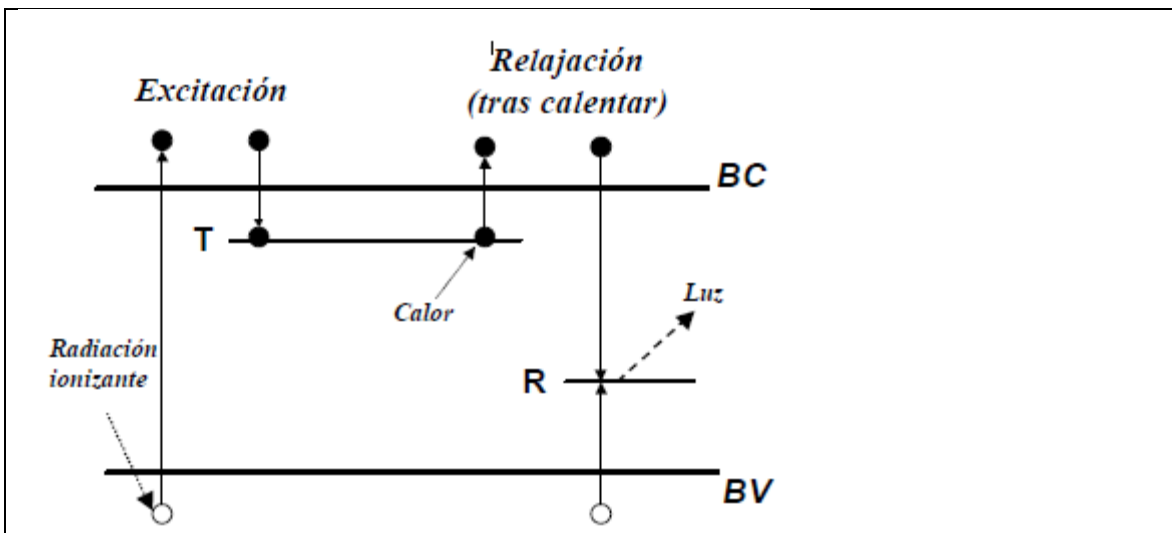 Excitación
Relajación
(tras calentar)
BC
T
Calor
Luz
Radiación
ionizante
R
BV